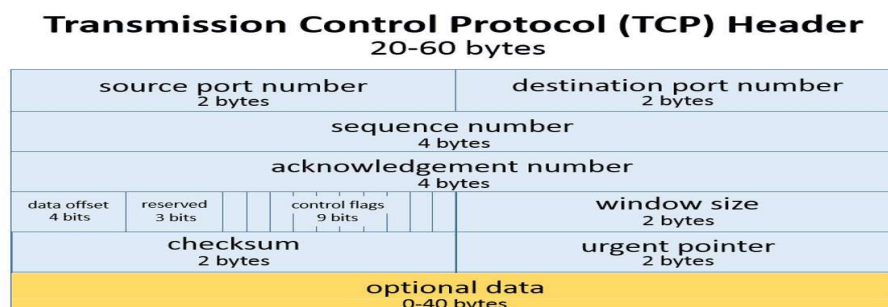 Transmission Control Protocol (TCP) Header
20-60 bytes
source port number destination port number
2 bytes 2 bytes
sequence number
4 bytes
acknowledgement number
4 bytes
data offset reserved control flags window size
4 bits 3 bits 9 bits 2 bytes
checksum urgent pointer
2 bytes 2 bytes
optional data
0-40 bytes